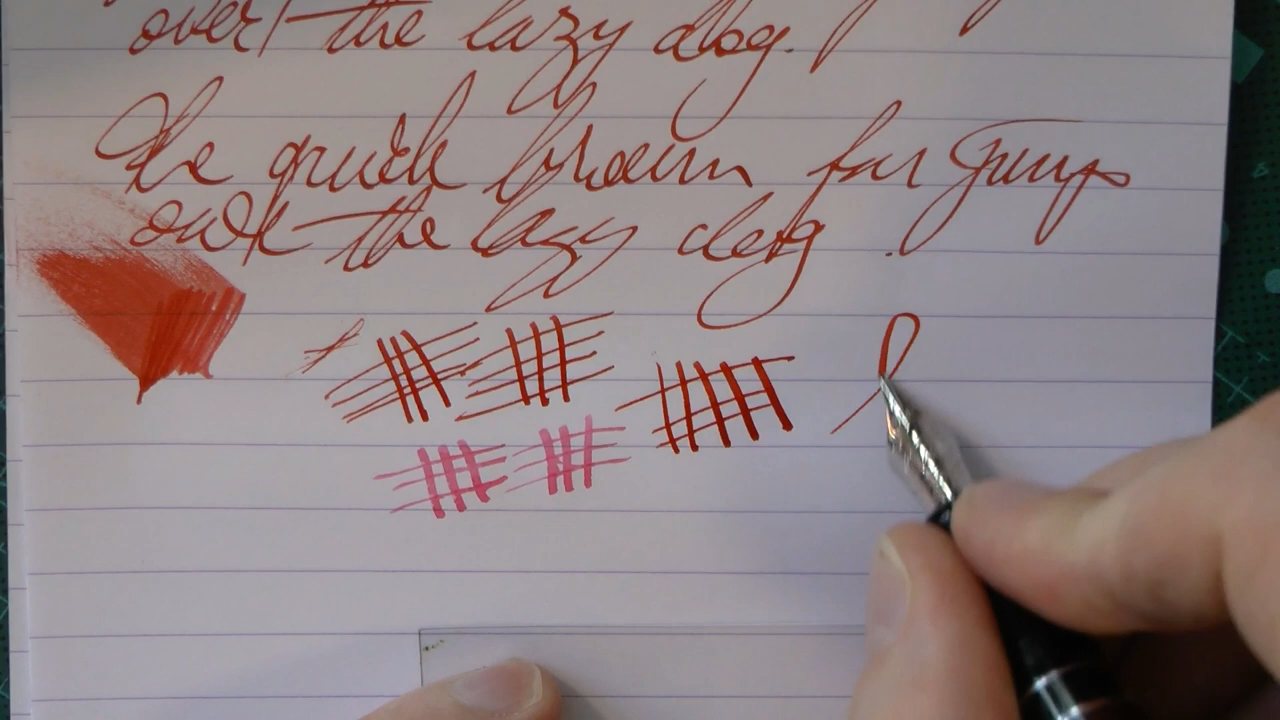 over the lazy dog.
The quick brown fox jumps
over the lazy dog.